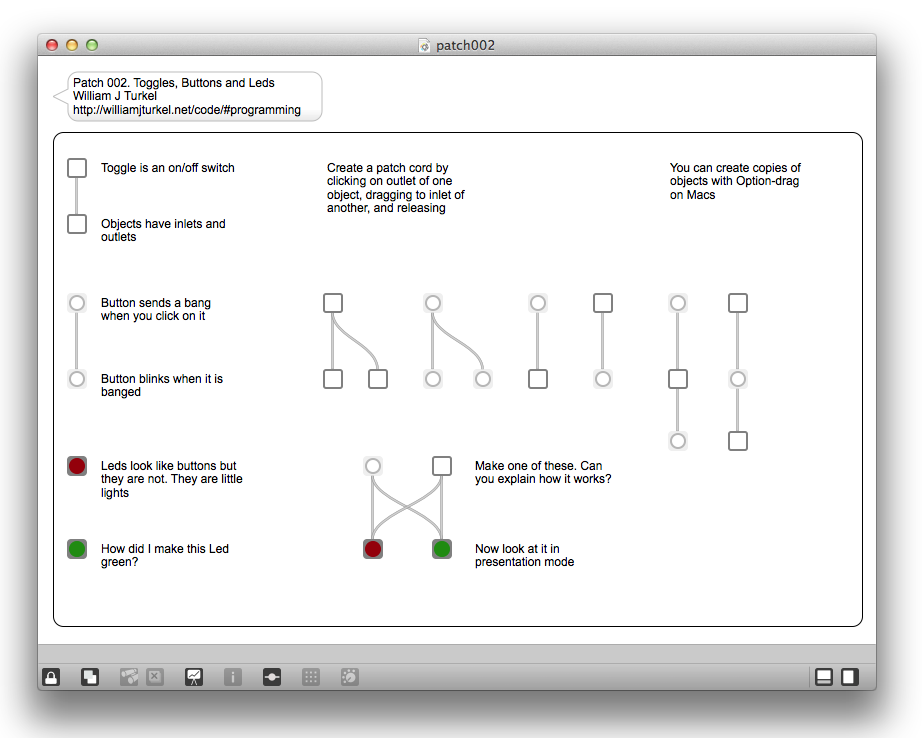 patch002
Patch 002. Toggles, Buttons and Leds
William J Turkel
http://williamjturkel.net/code/#programming
Toggle is an on/off switch
Objects have inlets and
outlets
Create a patch cord by
clicking on outlet of one
object, dragging to inlet of
another, and releasing
You can create copies of
objects with Option-drag
on Macs
Button sends a bang
when you click on it
Button blinks when it is
banged
Leds look like buttons but
they are not. They are little
lights
Make one of these. Can
you explain how it works?
How did I make this Led
green?
Now look at it in
presentation mode